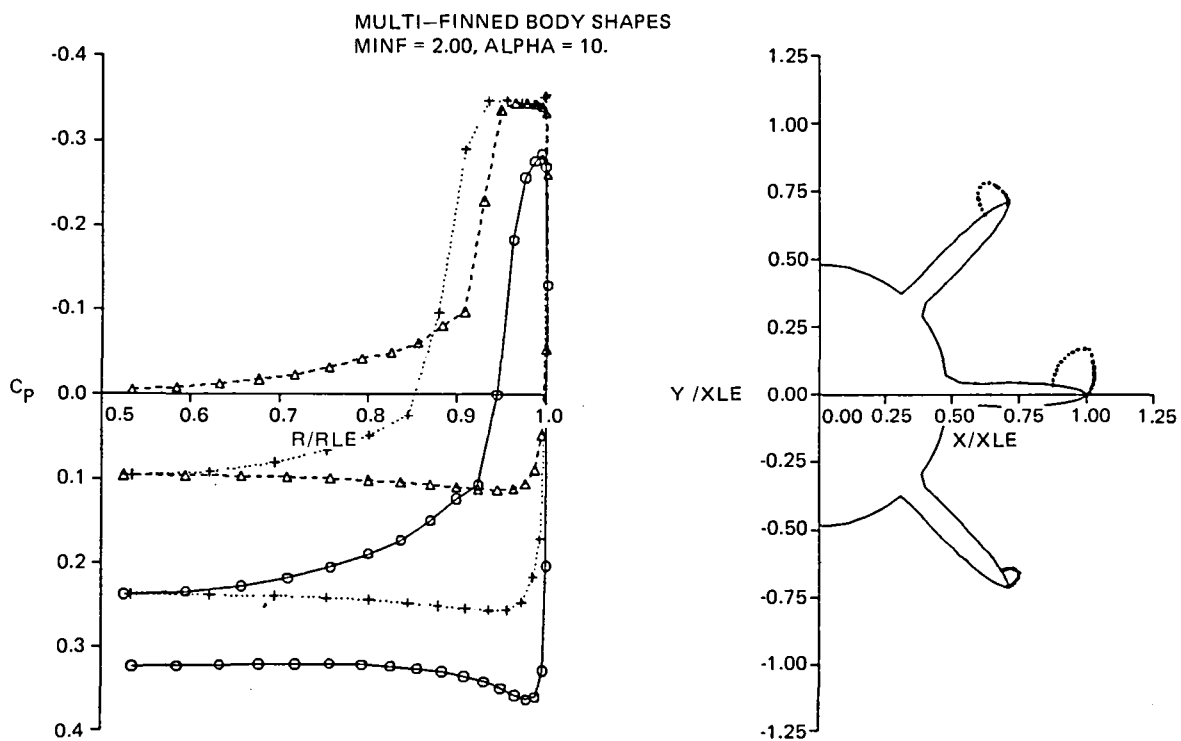 MULTI—FINNED BODY SHAPES
MINF = 2.00, ALPHA = 10.
-0.4
-0.3
-0.2
-0.1
0.0
0.1
0.2
0.3
0.4
CP
0.5 0.6 0.7 0.8 0.9 1.0
R/RLE
1.25
1.00
0.75
0.50
0.25
0.00
-0.25
-0.50
-0.75
-1.00
-1.25
Y/XLE
0.00 0.25 0.50 0.75 1.00 1.25
X/XLE